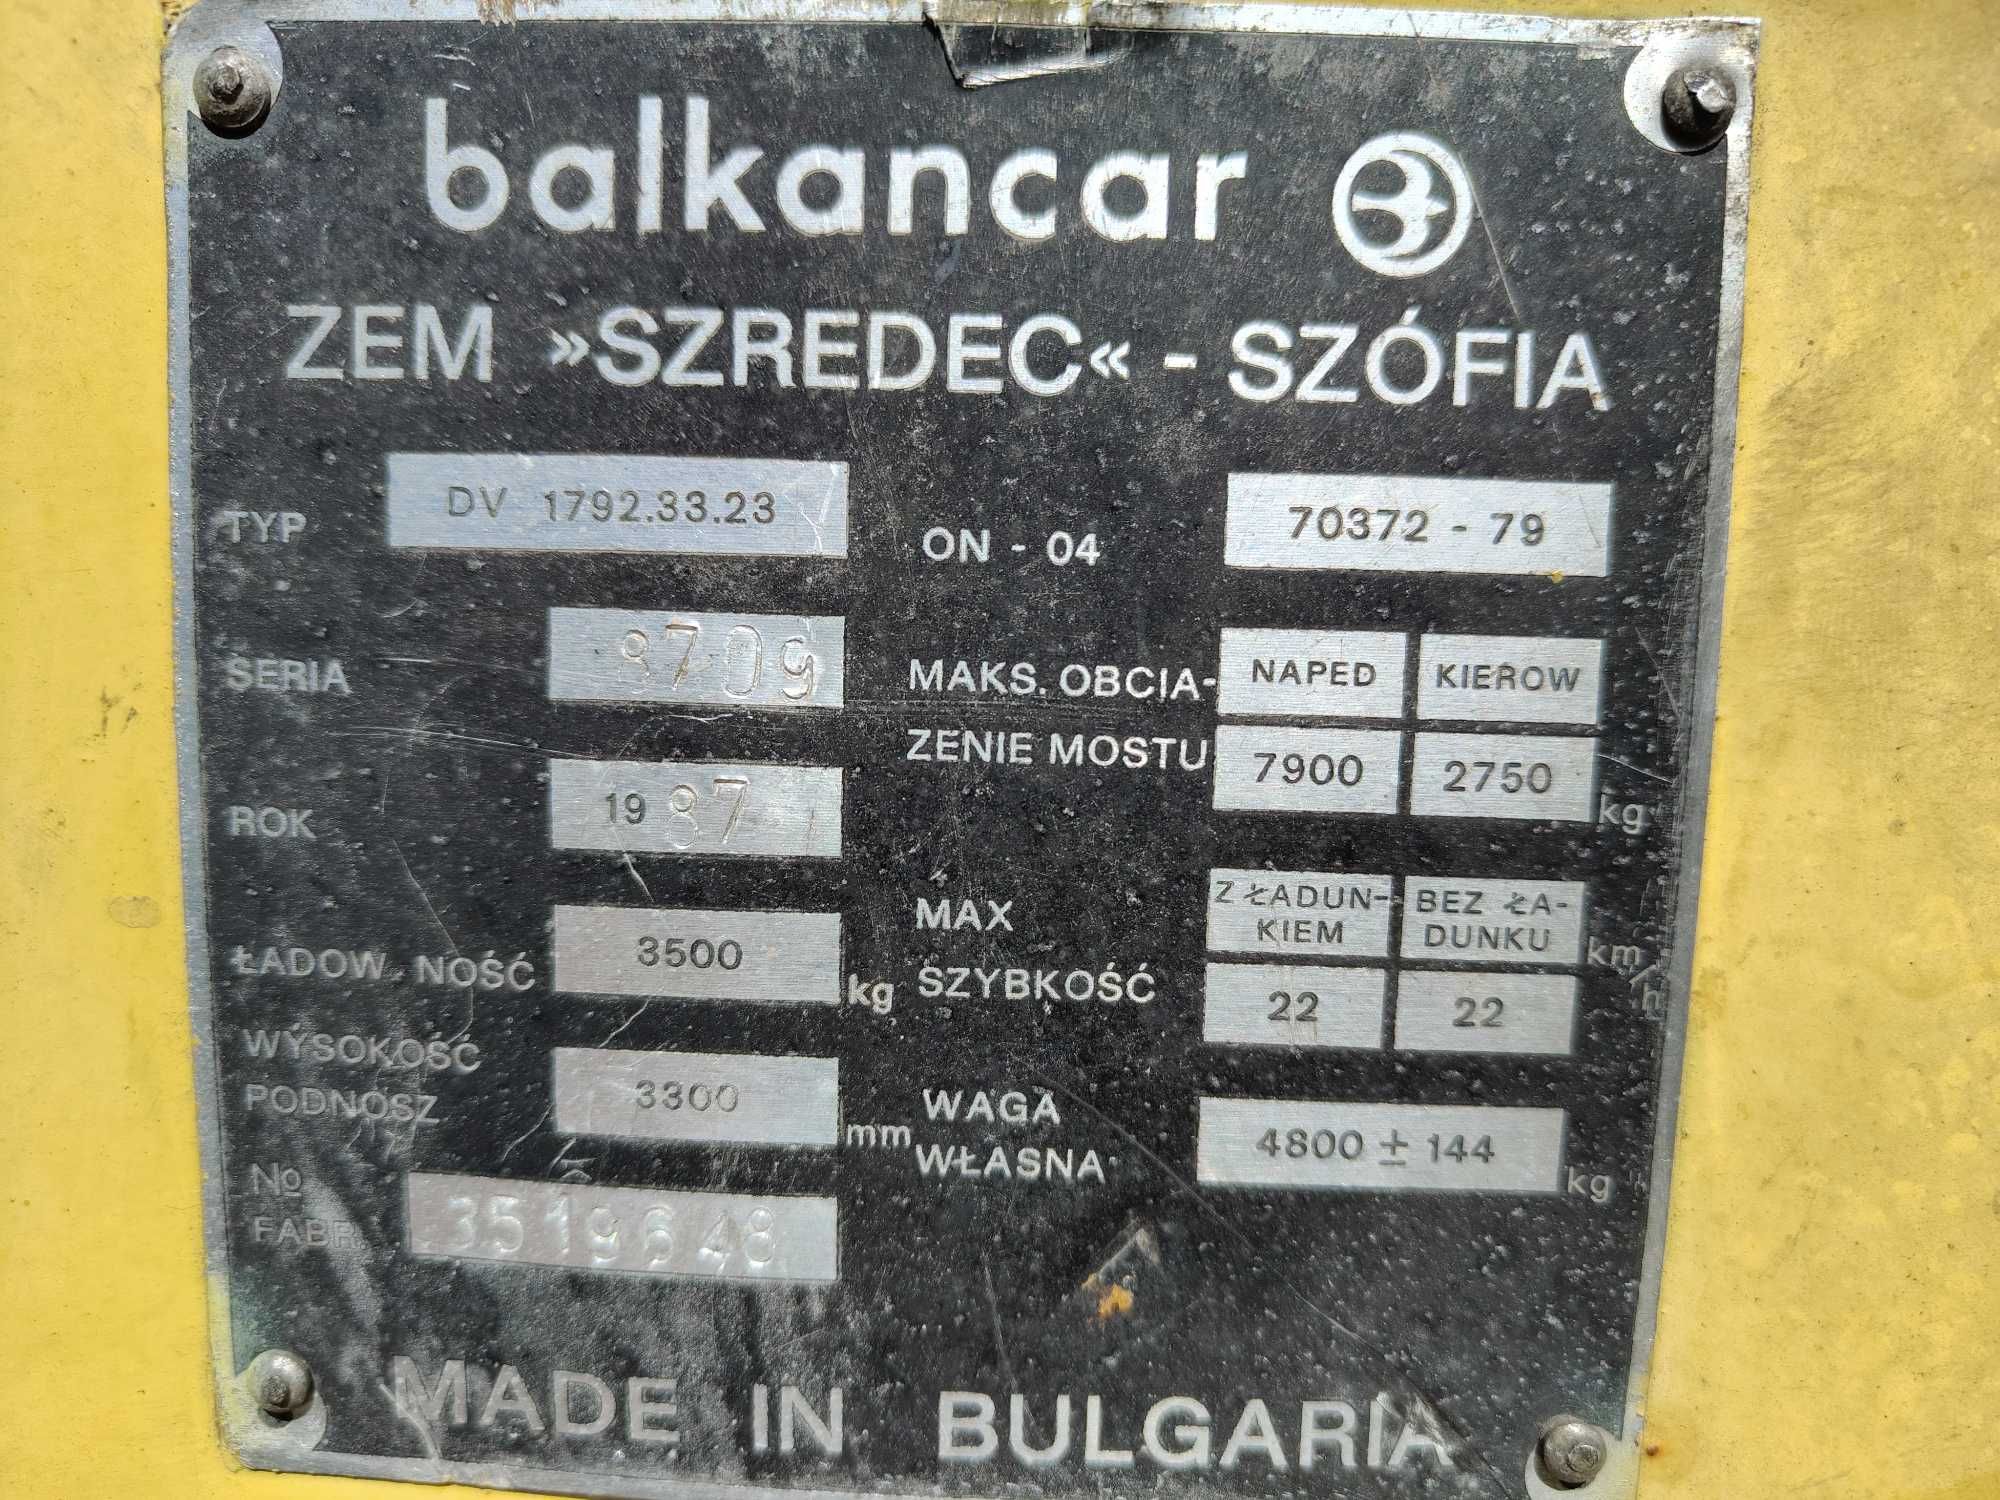 balkancar
ZEM »SZREDEC« - SZÓFIA
TYP DV 1792.33.23
SERIA 8709
ROK 1987
ŁADOW. NOŚĆ 3500 kg
WYSOKOŚĆ
PODNOSZ 3300 mm
No
FABR. 3519648
ON - 04 70372 - 79
MAKS. OBCIA- NAPED KIEROW
ZENIE MOSTU 7900 2750 kg
MAX Z ŁADUN- BEZ ŁA-
KIEM DUNKU km/h
SZYBKOŚĆ 22 22
WAGA
WŁASNA 4800 ± 144 kg
MADE IN BULGARIA